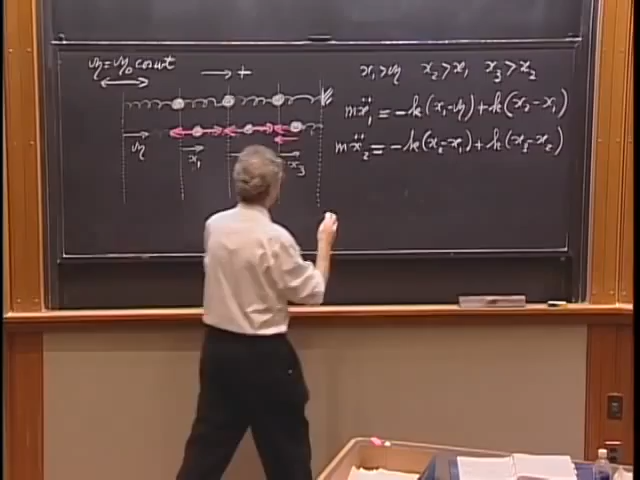 η = η₀ cos ωt
→ +
η
x₁
x₃
x₁ > η   x₂ > x₁   x₃ > x₂
mẍ₁ = -k(x₁-η) + k(x₂-x₁)
mẍ₂ = -k(x₂-x₁) + k(x₃-x₂)